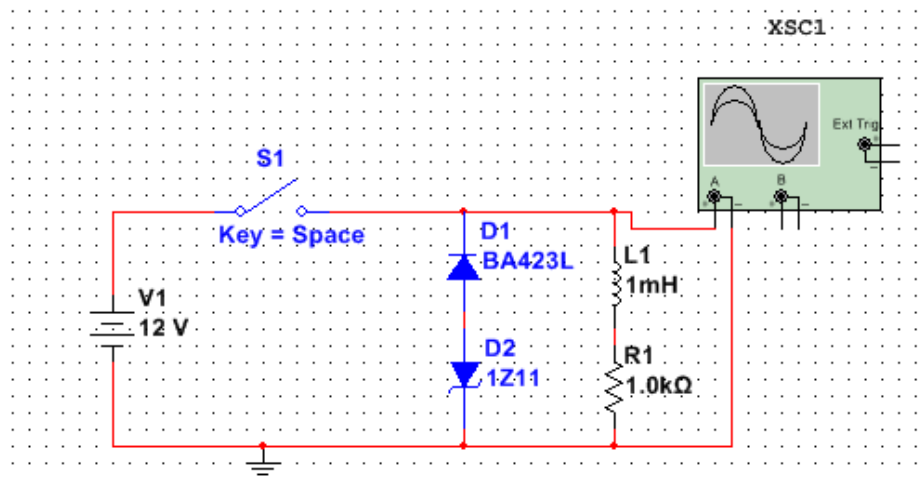 XSC1
Ext Trig
+
−
A
B
+ − + −
S1
Key = Space
D1
BA423L
L1
1mH
V1
12 V
D2
1Z11
R1
1.0kΩ